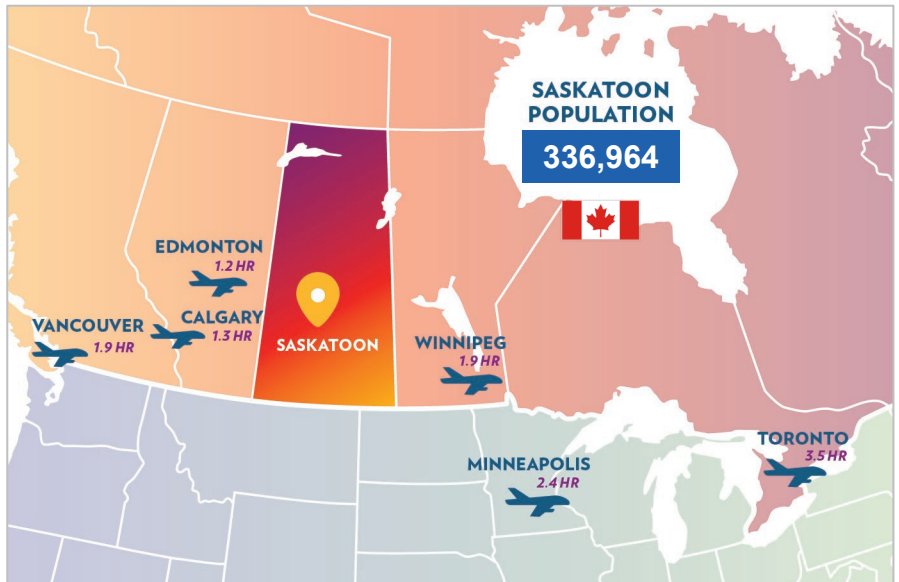 SASKATOON
POPULATION
336,964
EDMONTON
1.2 HR
CALGARY
1.3 HR
VANCOUVER
1.9 HR
SASKATOON
WINNIPEG
1.9 HR
TORONTO
3.5 HR
MINNEAPOLIS
2.4 HR